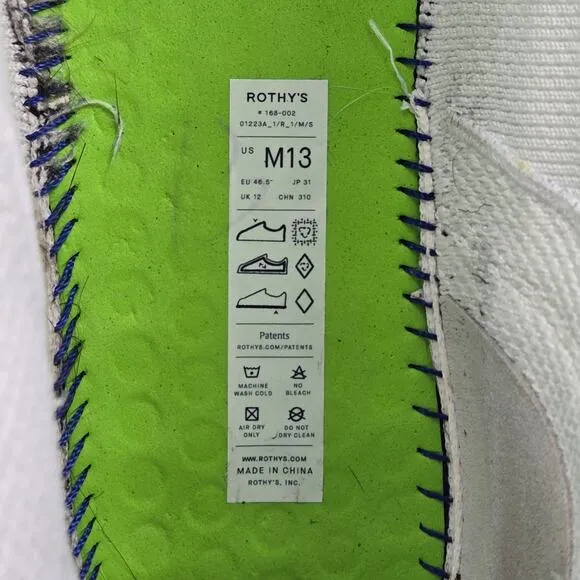 ROTHY'S
# 168-002
01223A_1/R_1/M/S
US M13
EU 46.5" JP 31
UK 12 CHN 310
Patents
ROTHYS.COM/PATENTS
MACHINE WASH COLD
NO BLEACH
AIR DRY ONLY
DO NOT DRY CLEAN
WWW.ROTHYS.COM
MADE IN CHINA
ROTHY'S, INC.